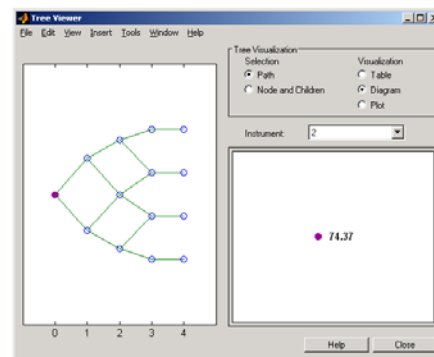 Tree Viewer
File Edit View Insert Tools Window Help
Tree Visualization
Selection
Path
Node and Children
Visualization
Table
Diagram
Plot
Instrument: 2
74.37
0 1 2 3 4
Help Close